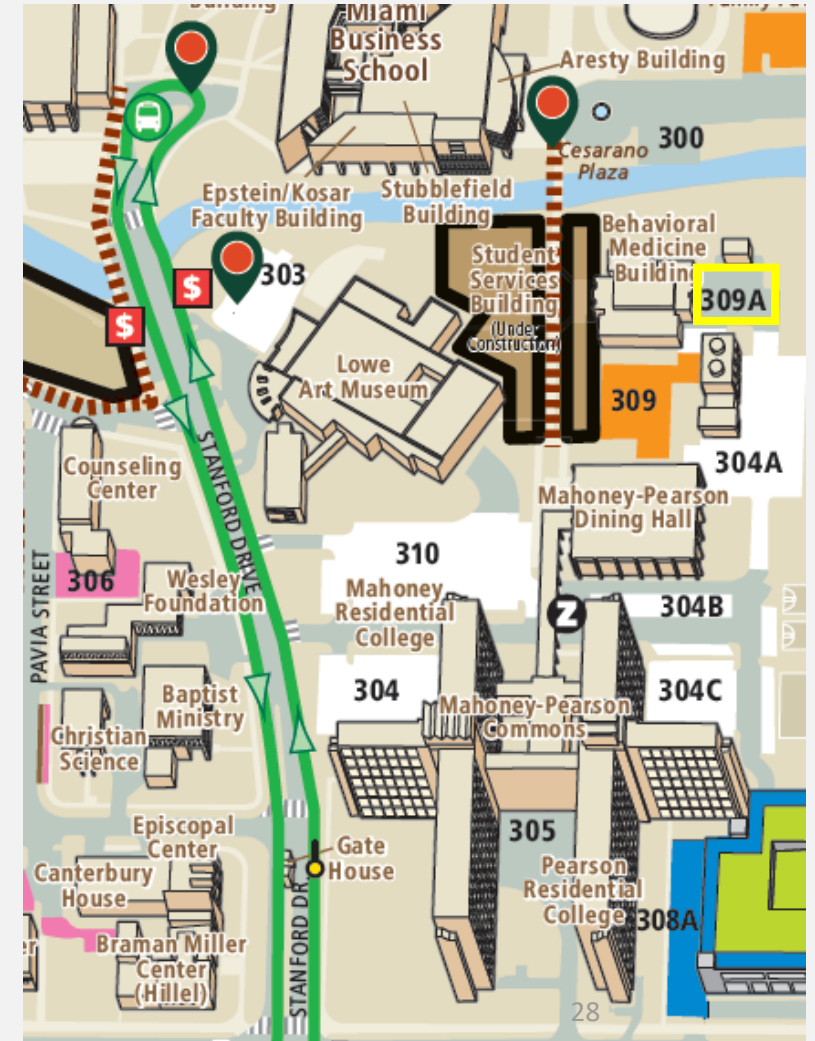 Building
Miami
Business
School
Aresty Building
300
Cesarano
Plaza
Epstein/Kosar
Faculty Building
Stubblefield
Building
Behavioral
Medicine
Building
Student
Services
Building
(Under
Construction)
303
309A
$
$
Lowe
Art Museum
309
304A
Counseling
Center
STANFORD DRIVE
Mahoney-Pearson
Dining Hall
310
PAVIA STREET
306
Wesley
Foundation
Mahoney
Residential
College
Z
304B
304
304C
Baptist
Ministry
Mahoney-Pearson
Commons
Christian
Science
Episcopal
Center
Gate
House
305
Canterbury
House
Pearson
Residential
College
308A
STANFORD DR
Braman Miller
Center
(Hillel)
er
28